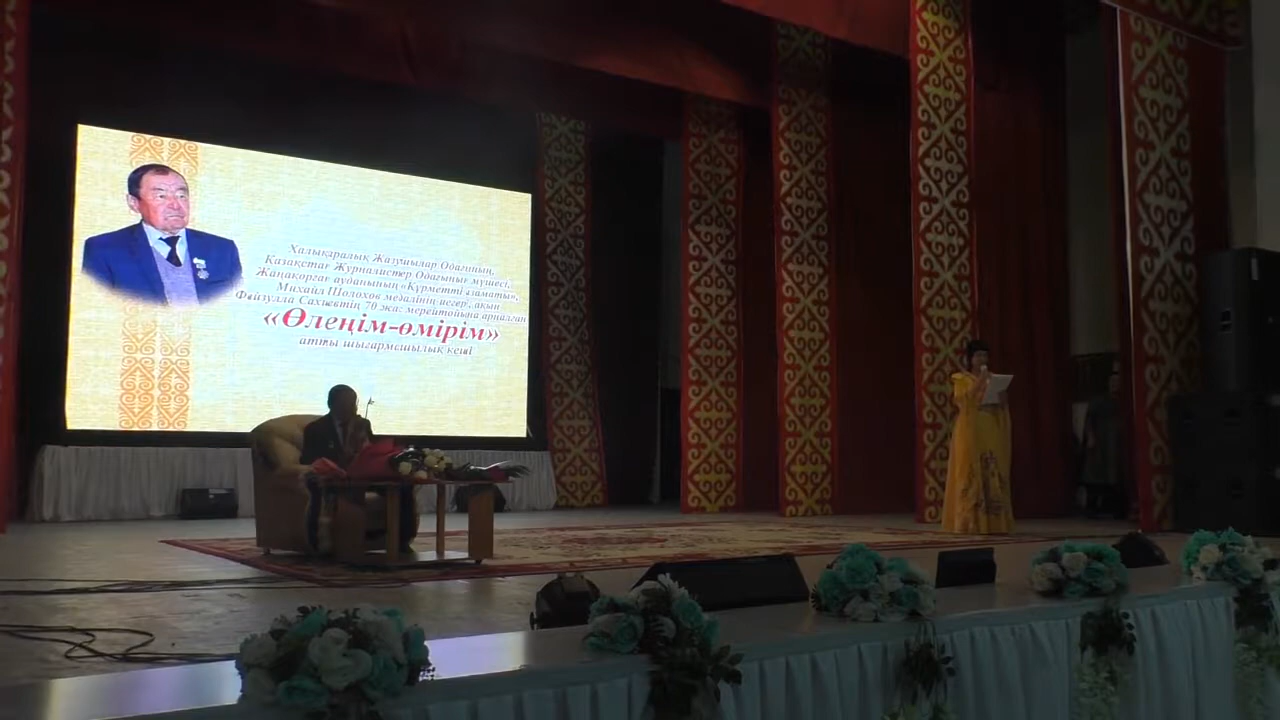 Халықаралық Жазушылар Одағының,
Қазақстан Журналистер Одағының мүшесі,
Жаңақорған ауданының «Құрметті азаматы»,
Михайл Шолохов медалінің иегері, ақын
Фейзулла Сахиевтің 70 жас мерейтойына арналған
«Өлеңім-өмірім»
атты шығармашылық кеші